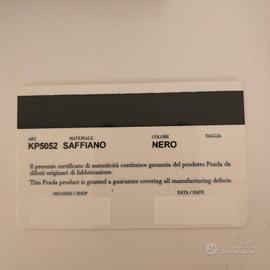 ART MATERIALE COLORE TAGLIA
KP5052 SAFFIANO NERO
Il presente certificato di autenticità costituisce garanzia del prodotto Prada da
difetti originari di fabbricazione.
This Prada product is granted a guarantee covering all manufacturing defects.
NEGOZIO / SHOP DATA / DATE
subito